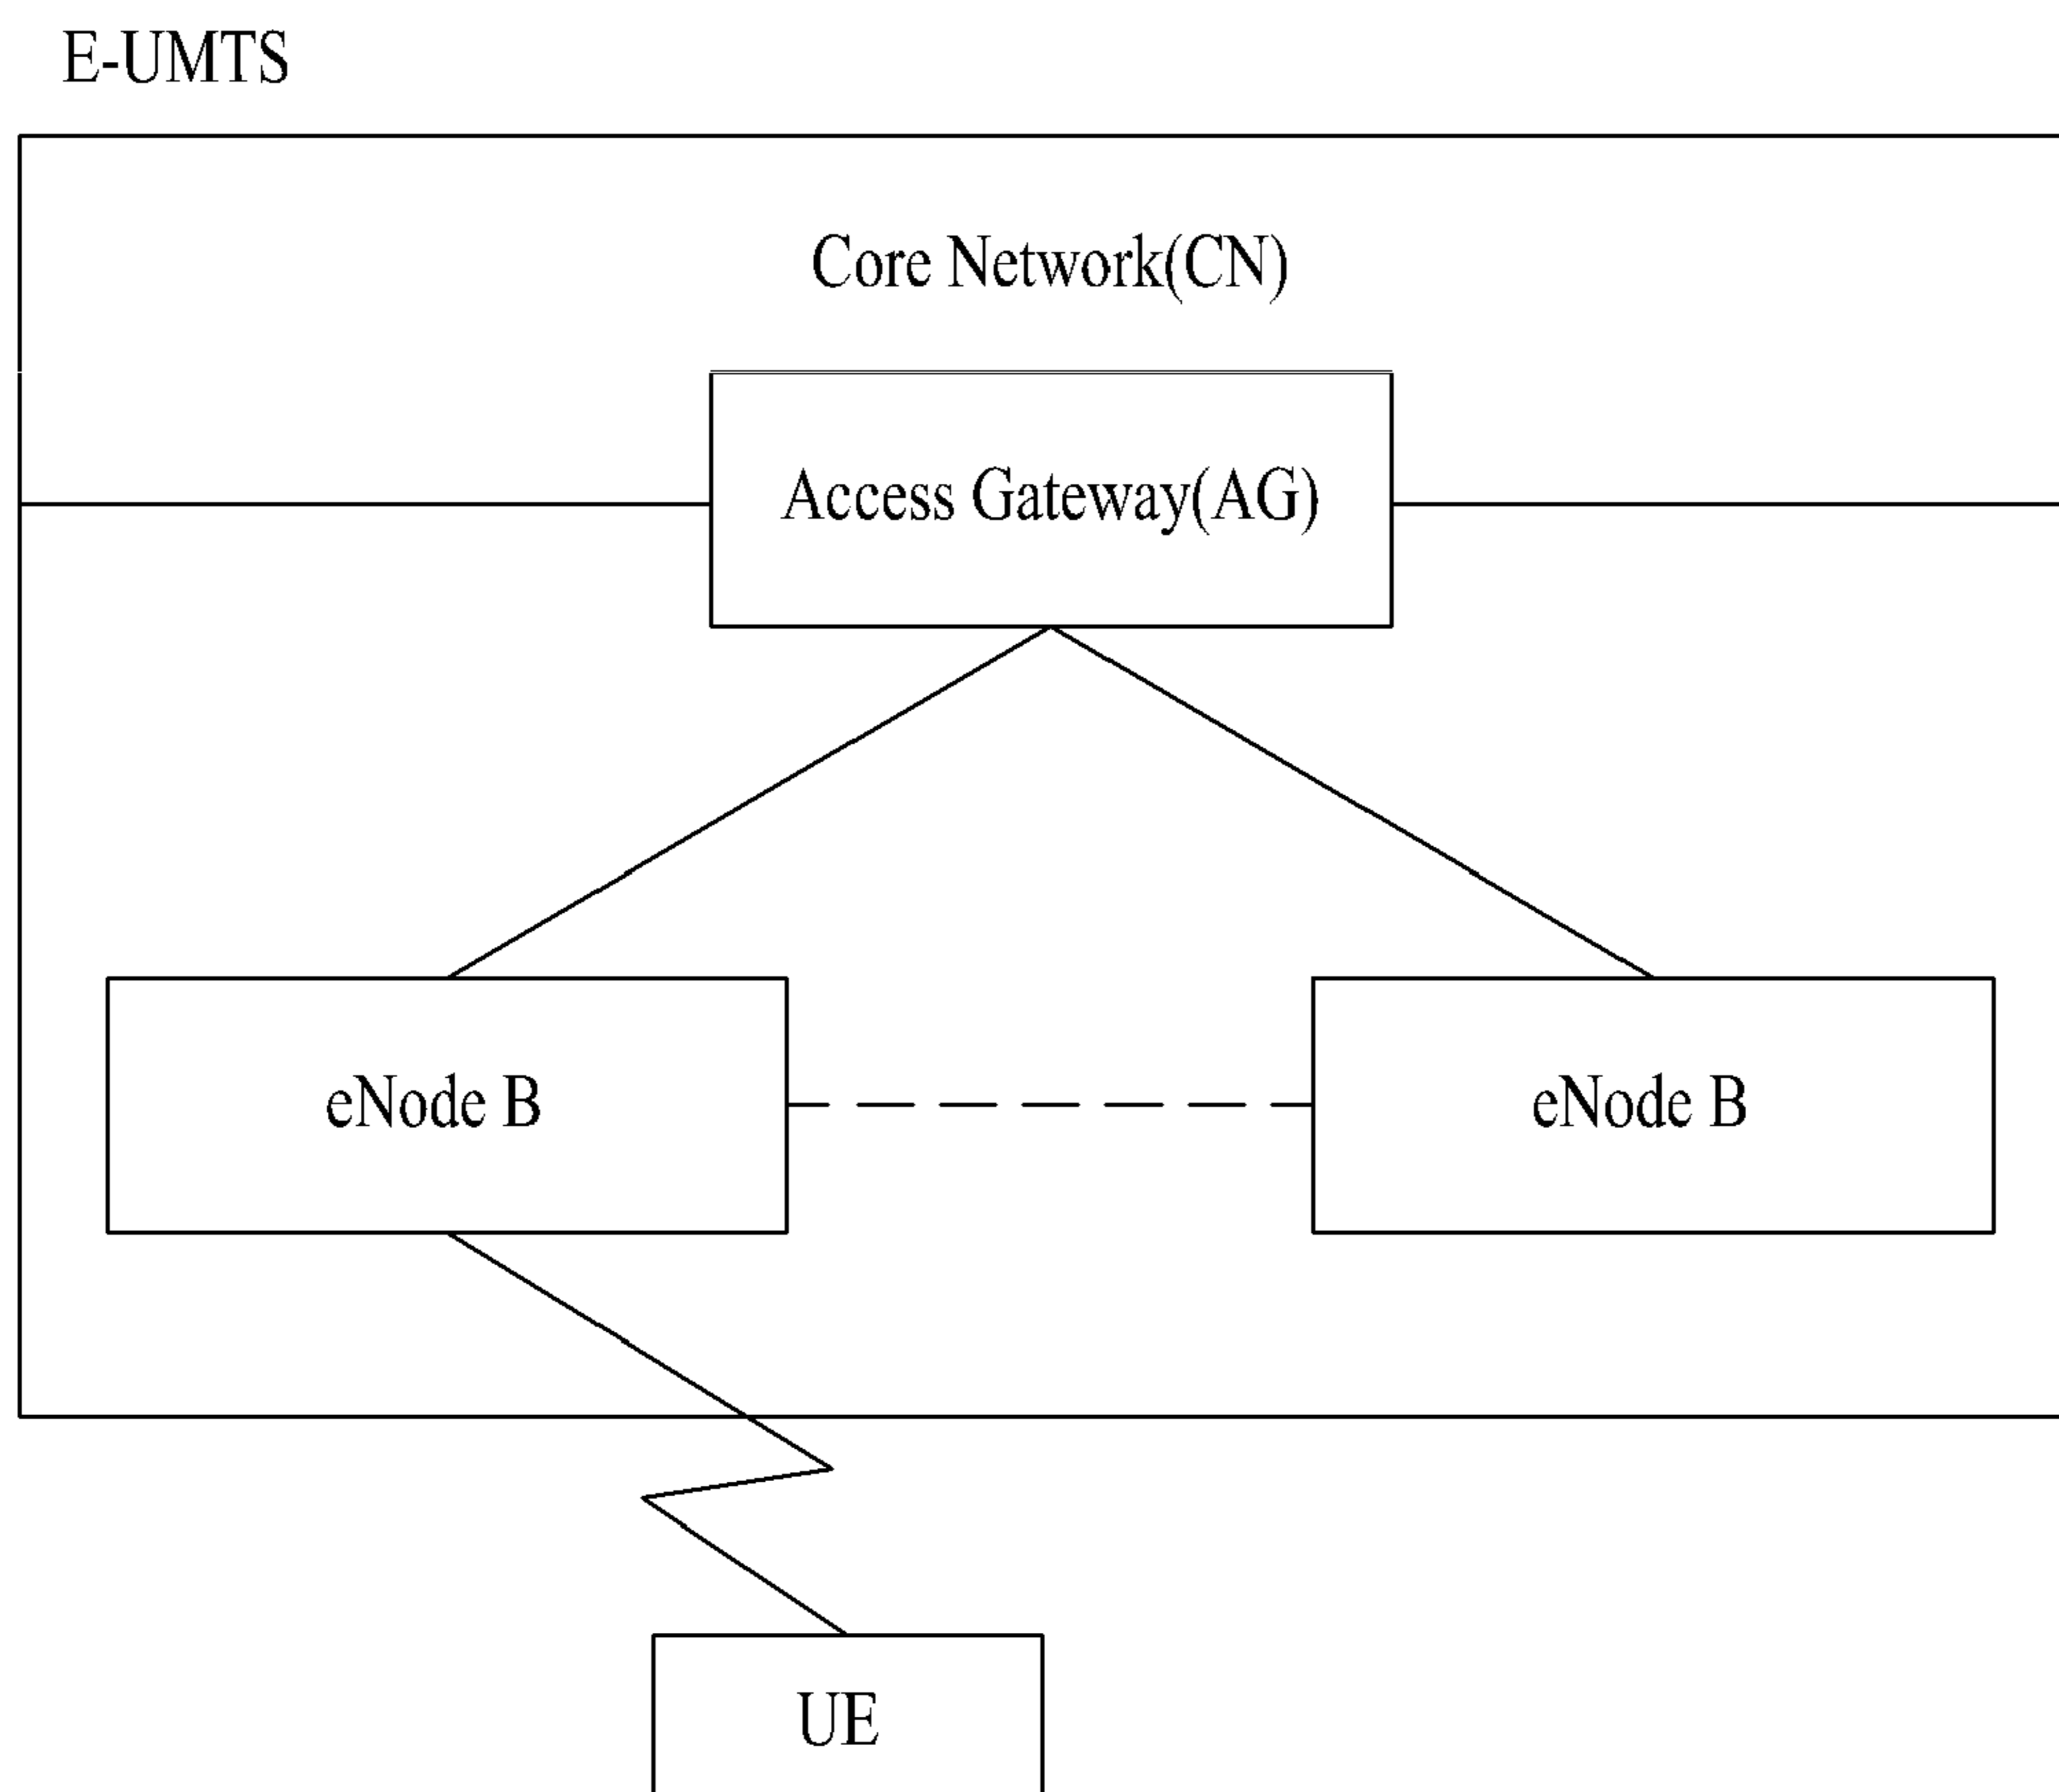 E-UMTS
Core Network(CN)
Access Gateway(AG)
eNode B
eNode B
UE